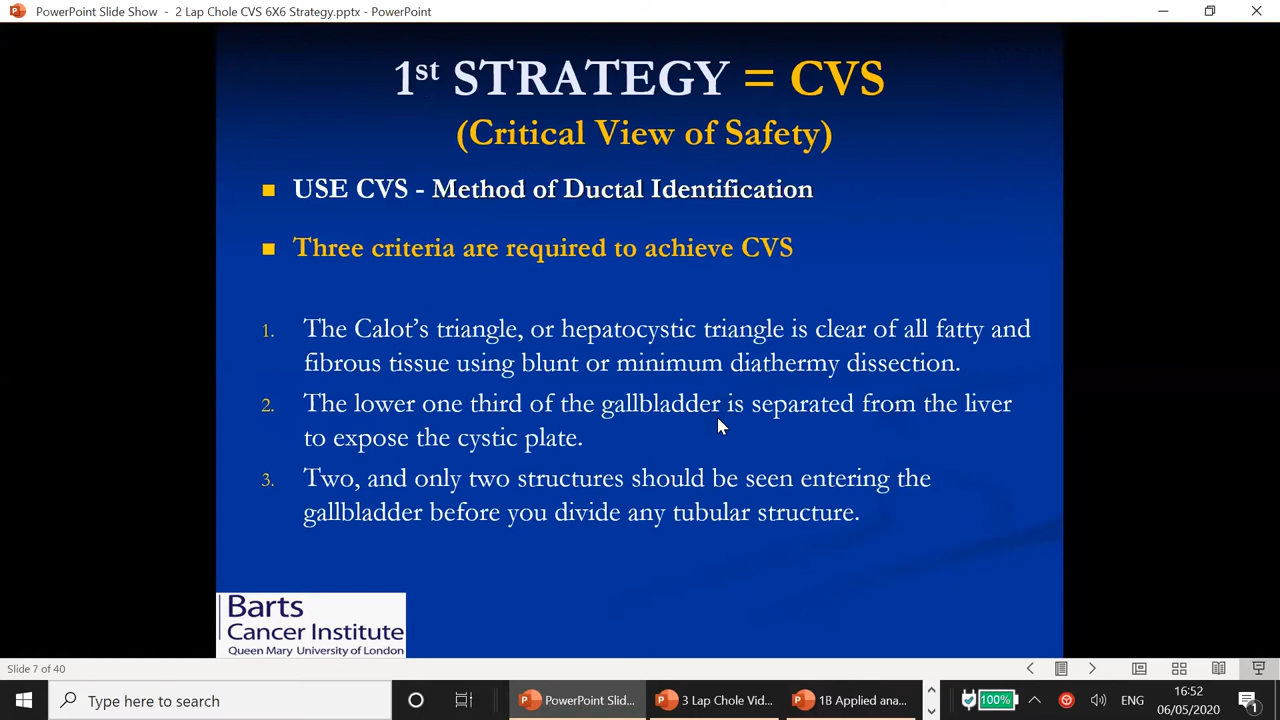 PowerPoint Slide Show - 2 Lap Chole CVS 6X6 Strategy.pptx - PowerPoint
1st STRATEGY = CVS
(Critical View of Safety)
USE CVS - Method of Ductal Identification
Three criteria are required to achieve CVS
1. The Calot's triangle, or hepatocystic triangle is clear of all fatty and
fibrous tissue using blunt or minimum diathermy dissection.
2. The lower one third of the gallbladder is separated from the liver
to expose the cystic plate.
3. Two, and only two structures should be seen entering the
gallbladder before you divide any tubular structure.
Barts
Cancer Institute
Queen Mary University of London
Slide 7 of 40
Type here to search
PowerPoint Slid...
3 Lap Chole Vid...
1B Applied ana...
100%
ENG
16:52
06/05/2020
1